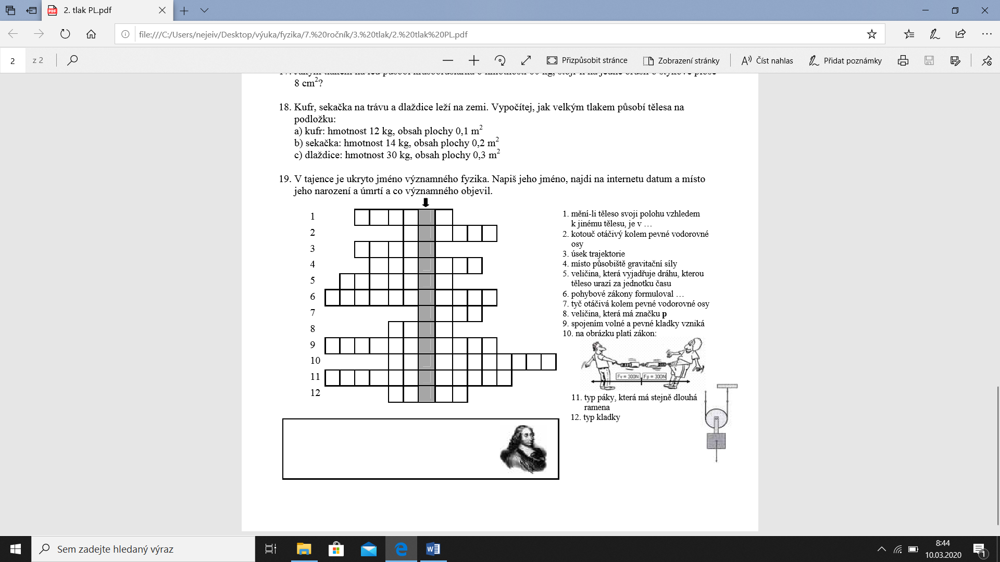 2. tlak PL.pdf
file:///C:/Users/nejeiv/Desktop/výuka/fyzika/7.%20ročník/3.%20tlak/2.%20tlak%20PL.pdf
2 z 2 Přizpůsobit stránce Zobrazení stránky Číst nahlas Přidat poznámky
8 cm²?
18. Kufr, sekačka na trávu a dlaždice leží na zemi. Vypočítej, jak velkým tlakem působí tělesa na
podložku:
a) kufr: hmotnost 12 kg, obsah plochy 0,1 m²
b) sekačka: hmotnost 14 kg, obsah plochy 0,2 m²
c) dlaždice: hmotnost 30 kg, obsah plochy 0,3 m²
19. V tajence je ukryto jméno významného fyzika. Napiš jeho jméno, najdi na internetu datum a místo
jeho narození a úmrtí a co významného objevil.
1
2
3
4
5
6
7
8
9
10
11
12
1. mění-li těleso svoji polohu vzhledem
k jinému tělesu, je v …
2. kotouč otáčivý kolem pevné vodorovné
osy
3. úsek trajektorie
4. místo působiště gravitační síly
5. veličina, která vyjadřuje dráhu, kterou
těleso urazí za jednotku času
6. pohybové zákony formuloval …
7. tyč otáčivá kolem pevné vodorovné osy
8. veličina, která má značku p
9. spojením volné a pevné kladky vzniká
10. na obrázku platí zákon:
Fv = 300N Fp = 300N
11. typ páky, která má stejně dlouhá
ramena
12. typ kladky
Sem zadejte hledaný výraz
8:44
10.03.2020
1